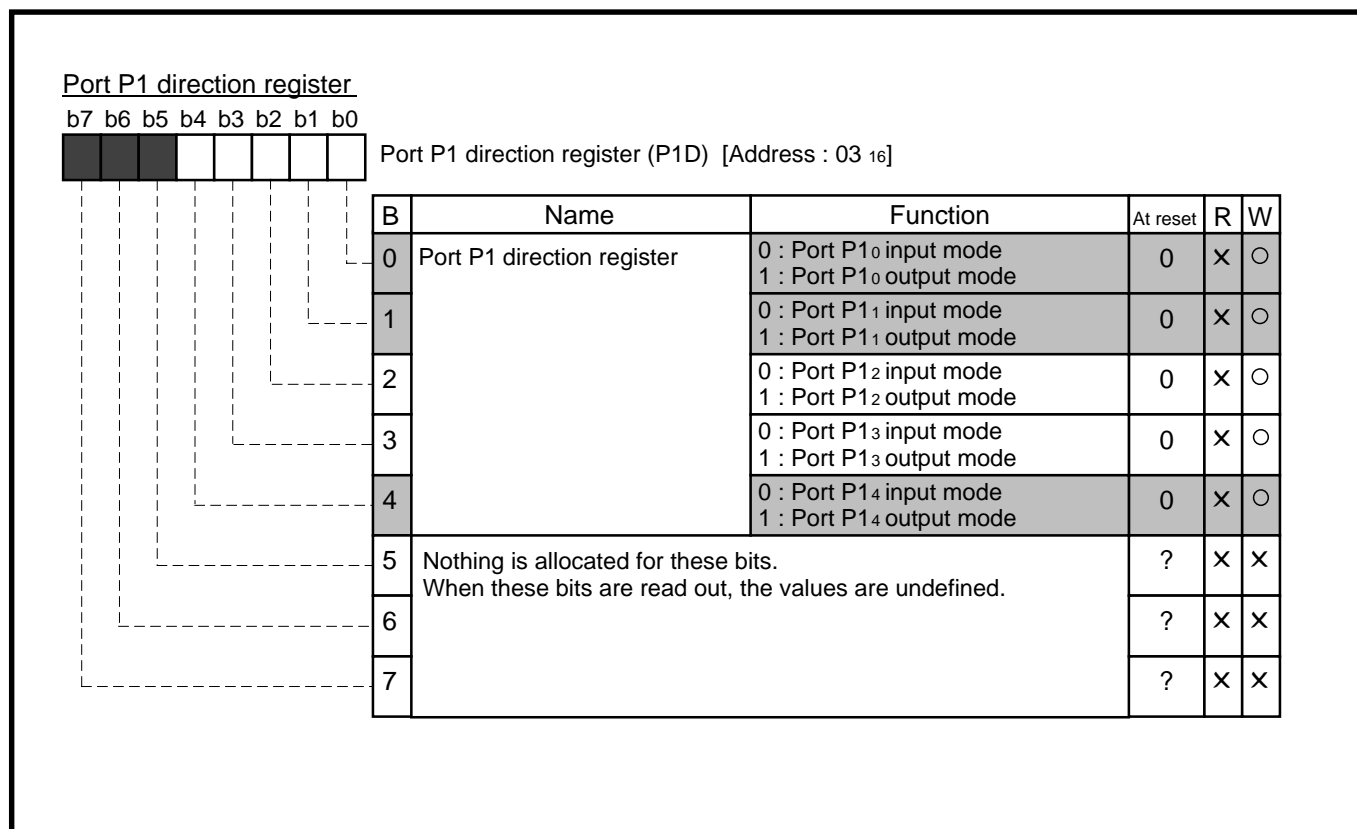 Port P1 direction register
b7 b6 b5 b4 b3 b2 b1 b0
Port P1 direction register (P1D) [Address : 03 16]
B Name Function At reset R W
0 Port P1 direction register 0 : Port P10 input mode 0 × ○
1 : Port P10 output mode
1 0 : Port P11 input mode 0 × ○
1 : Port P11 output mode
2 0 : Port P12 input mode 0 × ○
1 : Port P12 output mode
3 0 : Port P13 input mode 0 × ○
1 : Port P13 output mode
4 0 : Port P14 input mode 0 × ○
1 : Port P14 output mode
5 Nothing is allocated for these bits. ? × ×
When these bits are read out, the values are undefined.
6 ? × ×
7 ? × ×